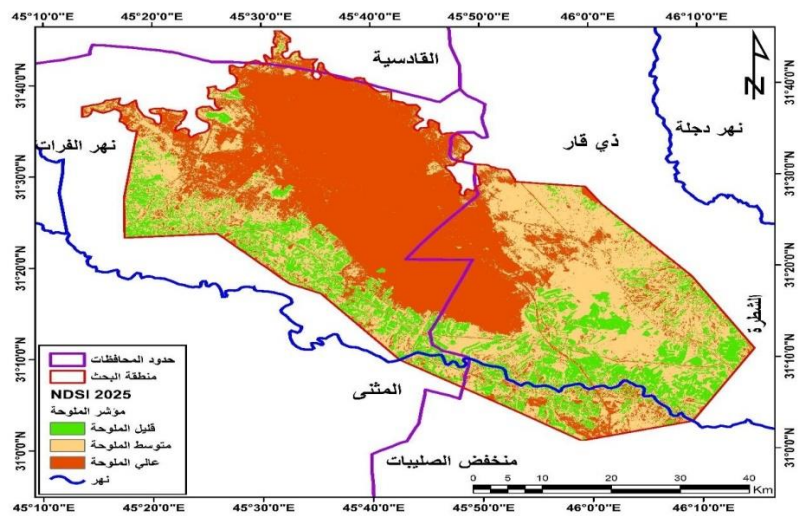 45°10'0"E 45°20'0"E 45°30'0"E 45°40'0"E 45°50'0"E 46°0'0"E 46°10'0"E
31°40'0"N
31°30'0"N
31°20'0"N
31°10'0"N
31°0'0"N
القادسية
N
نهر دجلة
ذي قار
نهر الفرات
الشطرة
المثنى
منخفض الصليبات
حدود المحافظات
منطقة البحث
NDSI 2025
مؤشر الملوحة
قليل الملوحة
متوسط الملوحة
عالي الملوحة
نهر
0 5 10 20 30 40
Km
31°40'0"N
31°30'0"N
31°20'0"N
31°10'0"N
31°0'0"N
45°10'0"E 45°20'0"E 45°30'0"E 45°40'0"E 45°50'0"E 46°0'0"E 46°10'0"E